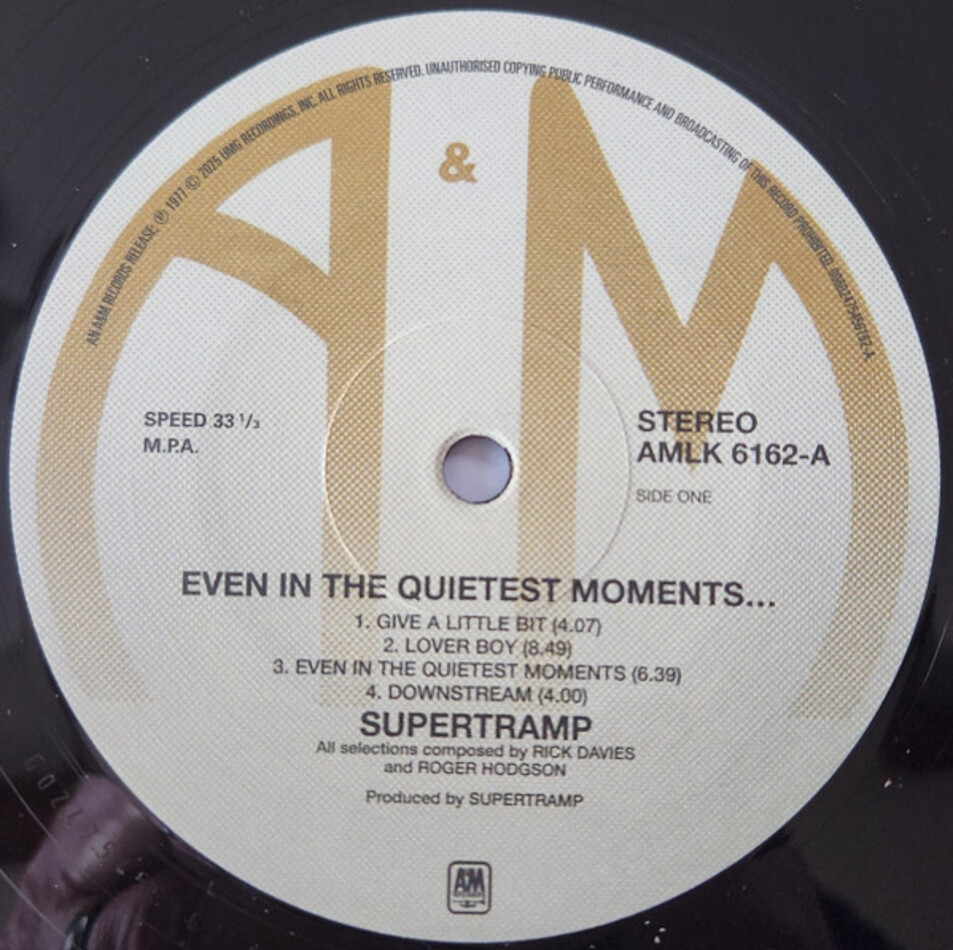 AN A&M RECORDS RELEASE ℗ 1977 © 2025 UMG RECORDINGS, INC. ALL RIGHTS RESERVED. UNAUTHORISED COPYING PUBLIC PERFORMANCE AND BROADCASTING OF THIS RECORD PROHIBITED.
A & M
SPEED 33 1/3
M.P.A.
STEREO
AMLK 6162-A
SIDE ONE
EVEN IN THE QUIETEST MOMENTS...
1. GIVE A LITTLE BIT (4.07)
2. LOVER BOY (8.49)
3. EVEN IN THE QUIETEST MOMENTS (6.39)
4. DOWNSTREAM (4.00)
SUPERTRAMP
All selections composed by RICK DAVIES
and ROGER HODGSON
Produced by SUPERTRAMP
A&M